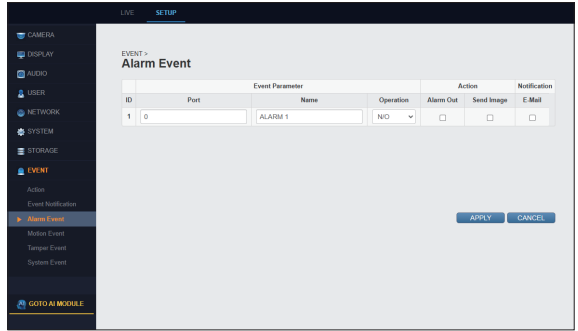 LIVE SETUP
CAMERA
DISPLAY
AUDIO
USER
NETWORK
SYSTEM
STORAGE
EVENT
Action
Event Notification
Alarm Event
Motion Event
Tamper Event
System Event
GOTO AI MODULE
EVENT >
Alarm Event
Event Parameter Action Notification
ID Port Name Operation Alarm Out Send Image E-Mail
1 0 ALARM 1 N/O
APPLY CANCEL